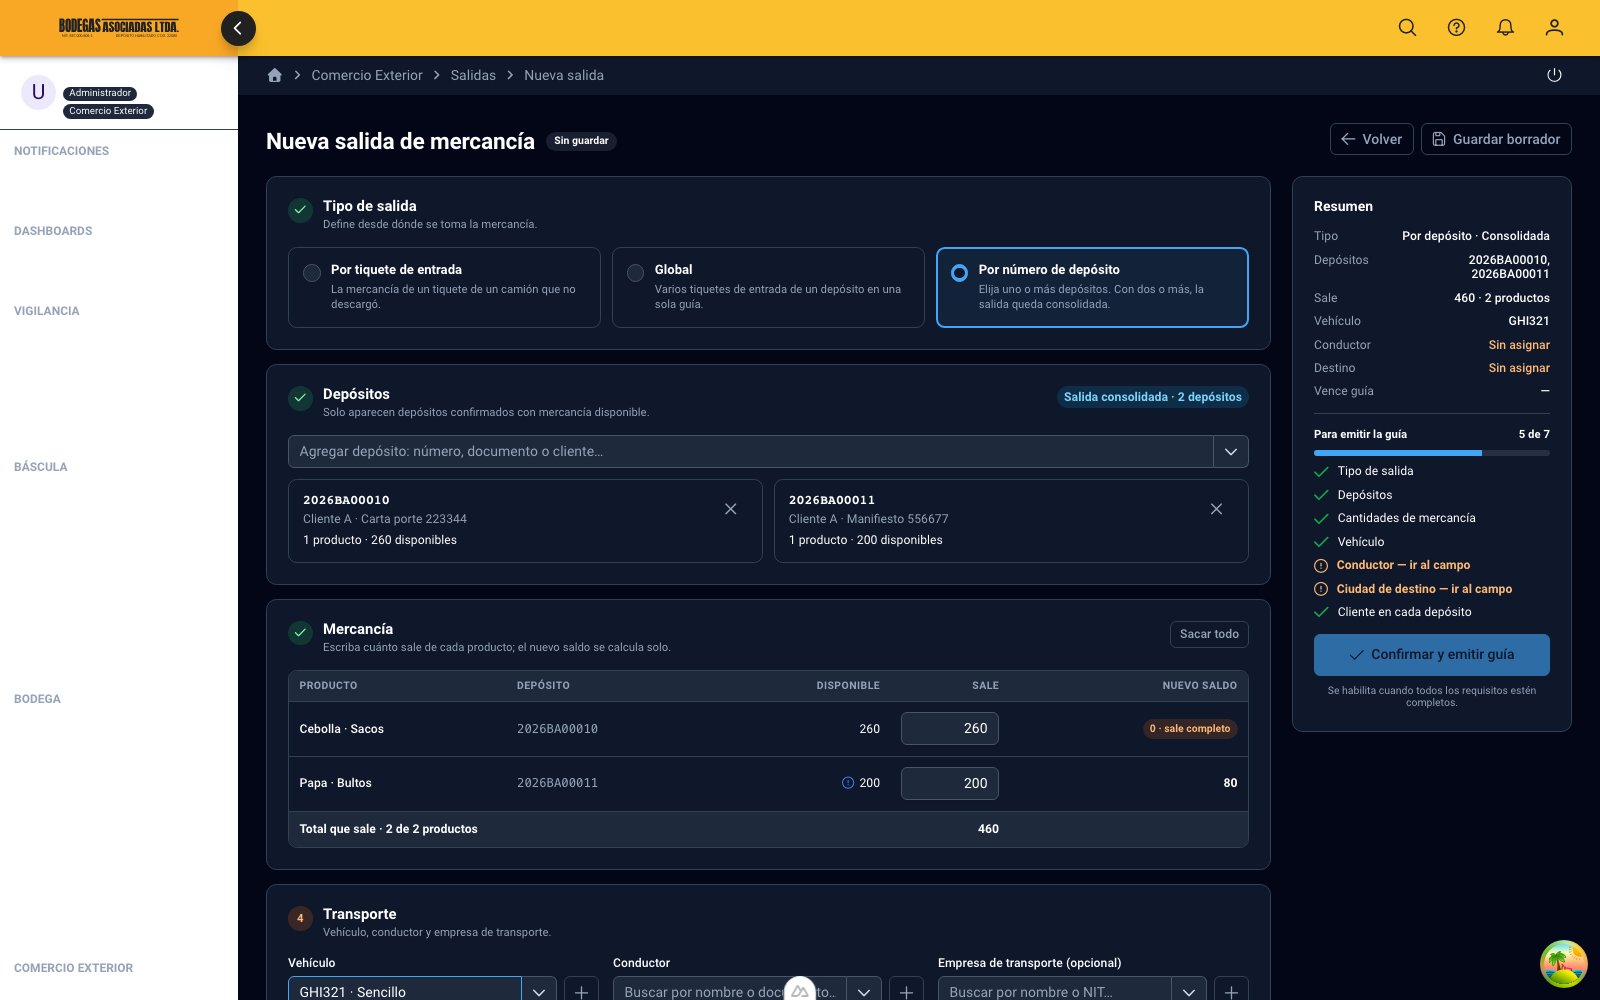 BODEGAS ASOCIADAS LTDA.
Comercio Exterior
Salidas
Nueva salida
U
Administrador
Comercio Exterior
NOTIFICACIONES
DASHBOARDS
VIGILANCIA
BÁSCULA
BODEGA
COMERCIO EXTERIOR
Nueva salida de mercancía
Sin guardar
Volver
Guardar borrador
Tipo de salida
Define desde dónde se toma la mercancía.
Por tiquete de entrada
La mercancía de un tiquete de un camión que no
descargó.
Global
Varios tiquetes de entrada de un depósito en una
sola guía.
Por número de depósito
Elija uno o más depósitos. Con dos o más, la
salida queda consolidada.
Depósitos
Solo aparecen depósitos confirmados con mercancía disponible.
Salida consolidada · 2 depósitos
Agregar depósito: número, documento o cliente...
2026BA00010
Cliente A · Carta porte 223344
1 producto · 260 disponibles
2026BA00011
Cliente A · Manifiesto 556677
1 producto · 200 disponibles
Mercancía
Escriba cuánto sale de cada producto; el nuevo saldo se calcula solo.
Sacar todo
PRODUCTO DEPÓSITO DISPONIBLE SALE NUEVO SALDO
Cebolla · Sacos 2026BA00010 260 260 0 · sale completo
Papa · Bultos 2026BA00011 200 200 80
Total que sale · 2 de 2 productos 460
4
Transporte
Vehículo, conductor y empresa de transporte.
Vehículo
GHI321 · Sencillo
Conductor
Buscar por nombre o
Empresa de transporte (opcional)
Buscar por nombre o NIT...
Resumen
Tipo Por depósito · Consolidada
Depósitos 2026BA00010,
2026BA00011
Sale 460 · 2 productos
Vehículo GHI321
Conductor Sin asignar
Destino Sin asignar
Vence guía —
Para emitir la guía 5 de 7
Tipo de salida
Depósitos
Cantidades de mercancía
Vehículo
Conductor — ir al campo
Ciudad de destino — ir al campo
Cliente en cada depósito
Confirmar y emitir guía
Se habilita cuando todos los requisitos estén
completos.